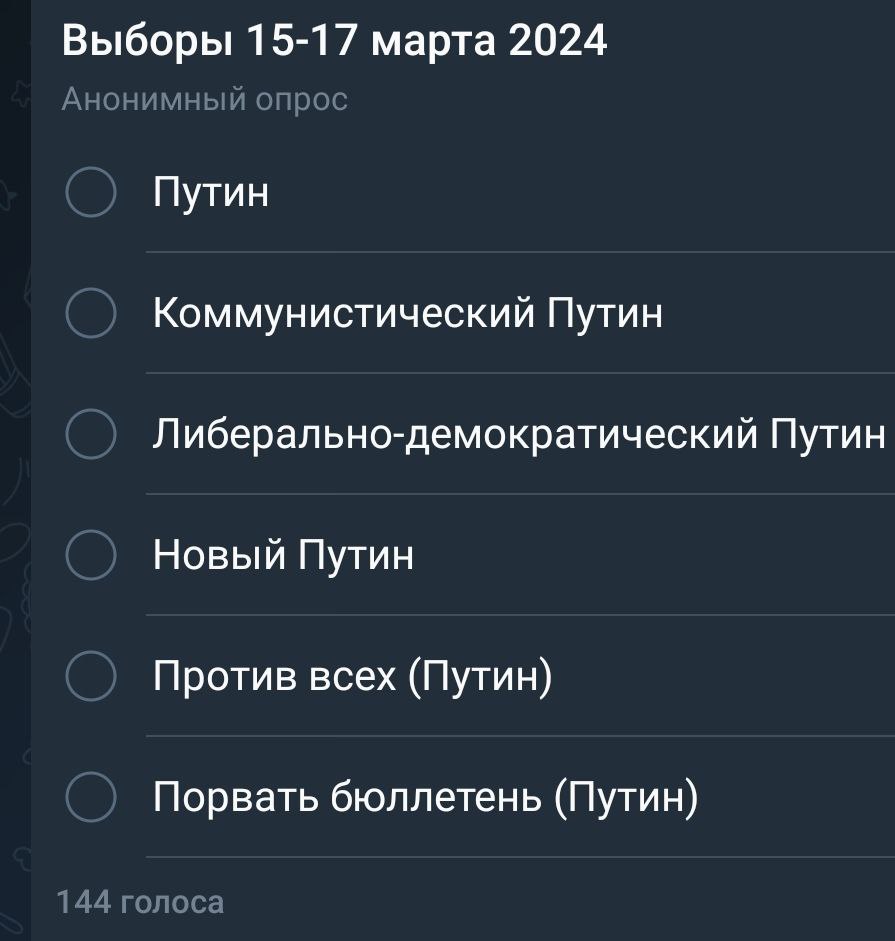 Выборы 15-17 марта 2024
Анонимный опрос
Путин
Коммунистический Путин
Либерально-демократический Путин
Новый Путин
Против всех (Путин)
Порвать бюллетень (Путин)
144 голоса